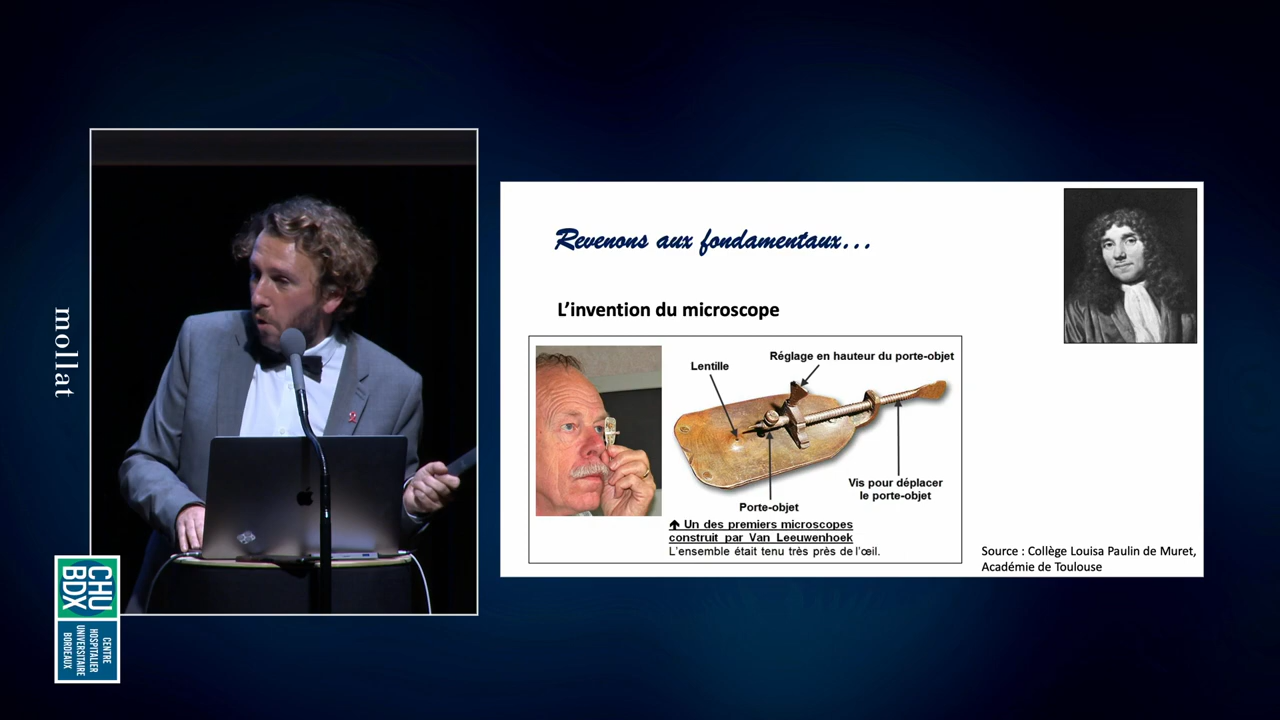 mollat
CHU
BDX
CENTRE
HOSPITALIER
UNIVERSITAIRE
BORDEAUX
Revenons aux fondamentaux...
L'invention du microscope
Lentille
Réglage en hauteur du porte-objet
Vis pour déplacer
le porte-objet
Porte-objet
🡹 Un des premiers microscopes
construit par Van Leeuwenhoek
L'ensemble était tenu très près de l'œil.
Source : Collège Louisa Paulin de Muret,
Académie de Toulouse